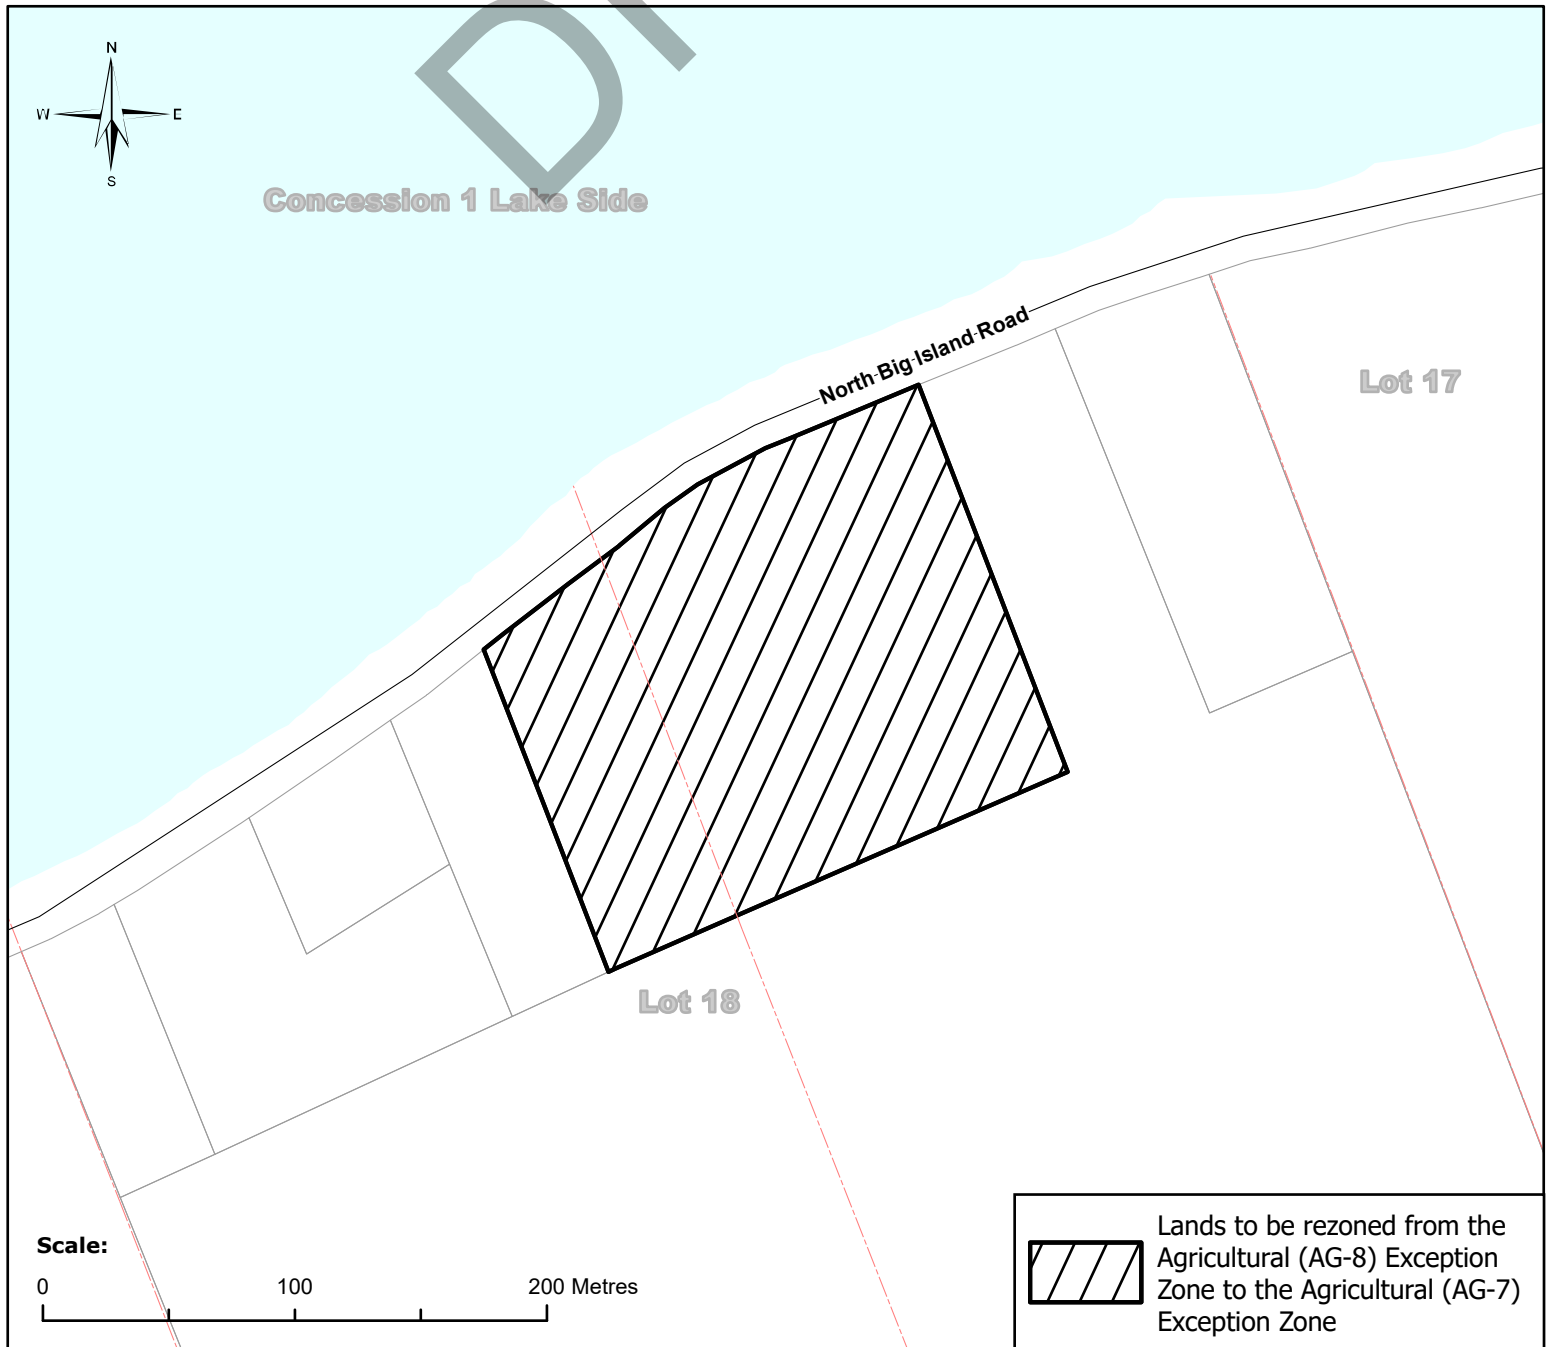 N
W E
S
Concession 1 Lake Side
North Big Island Road
Lot 17
Lot 18
Scale:
0 100 200 Metres
Lands to be rezoned from the
Agricultural (AG-8) Exception
Zone to the Agricultural (AG-7)
Exception Zone